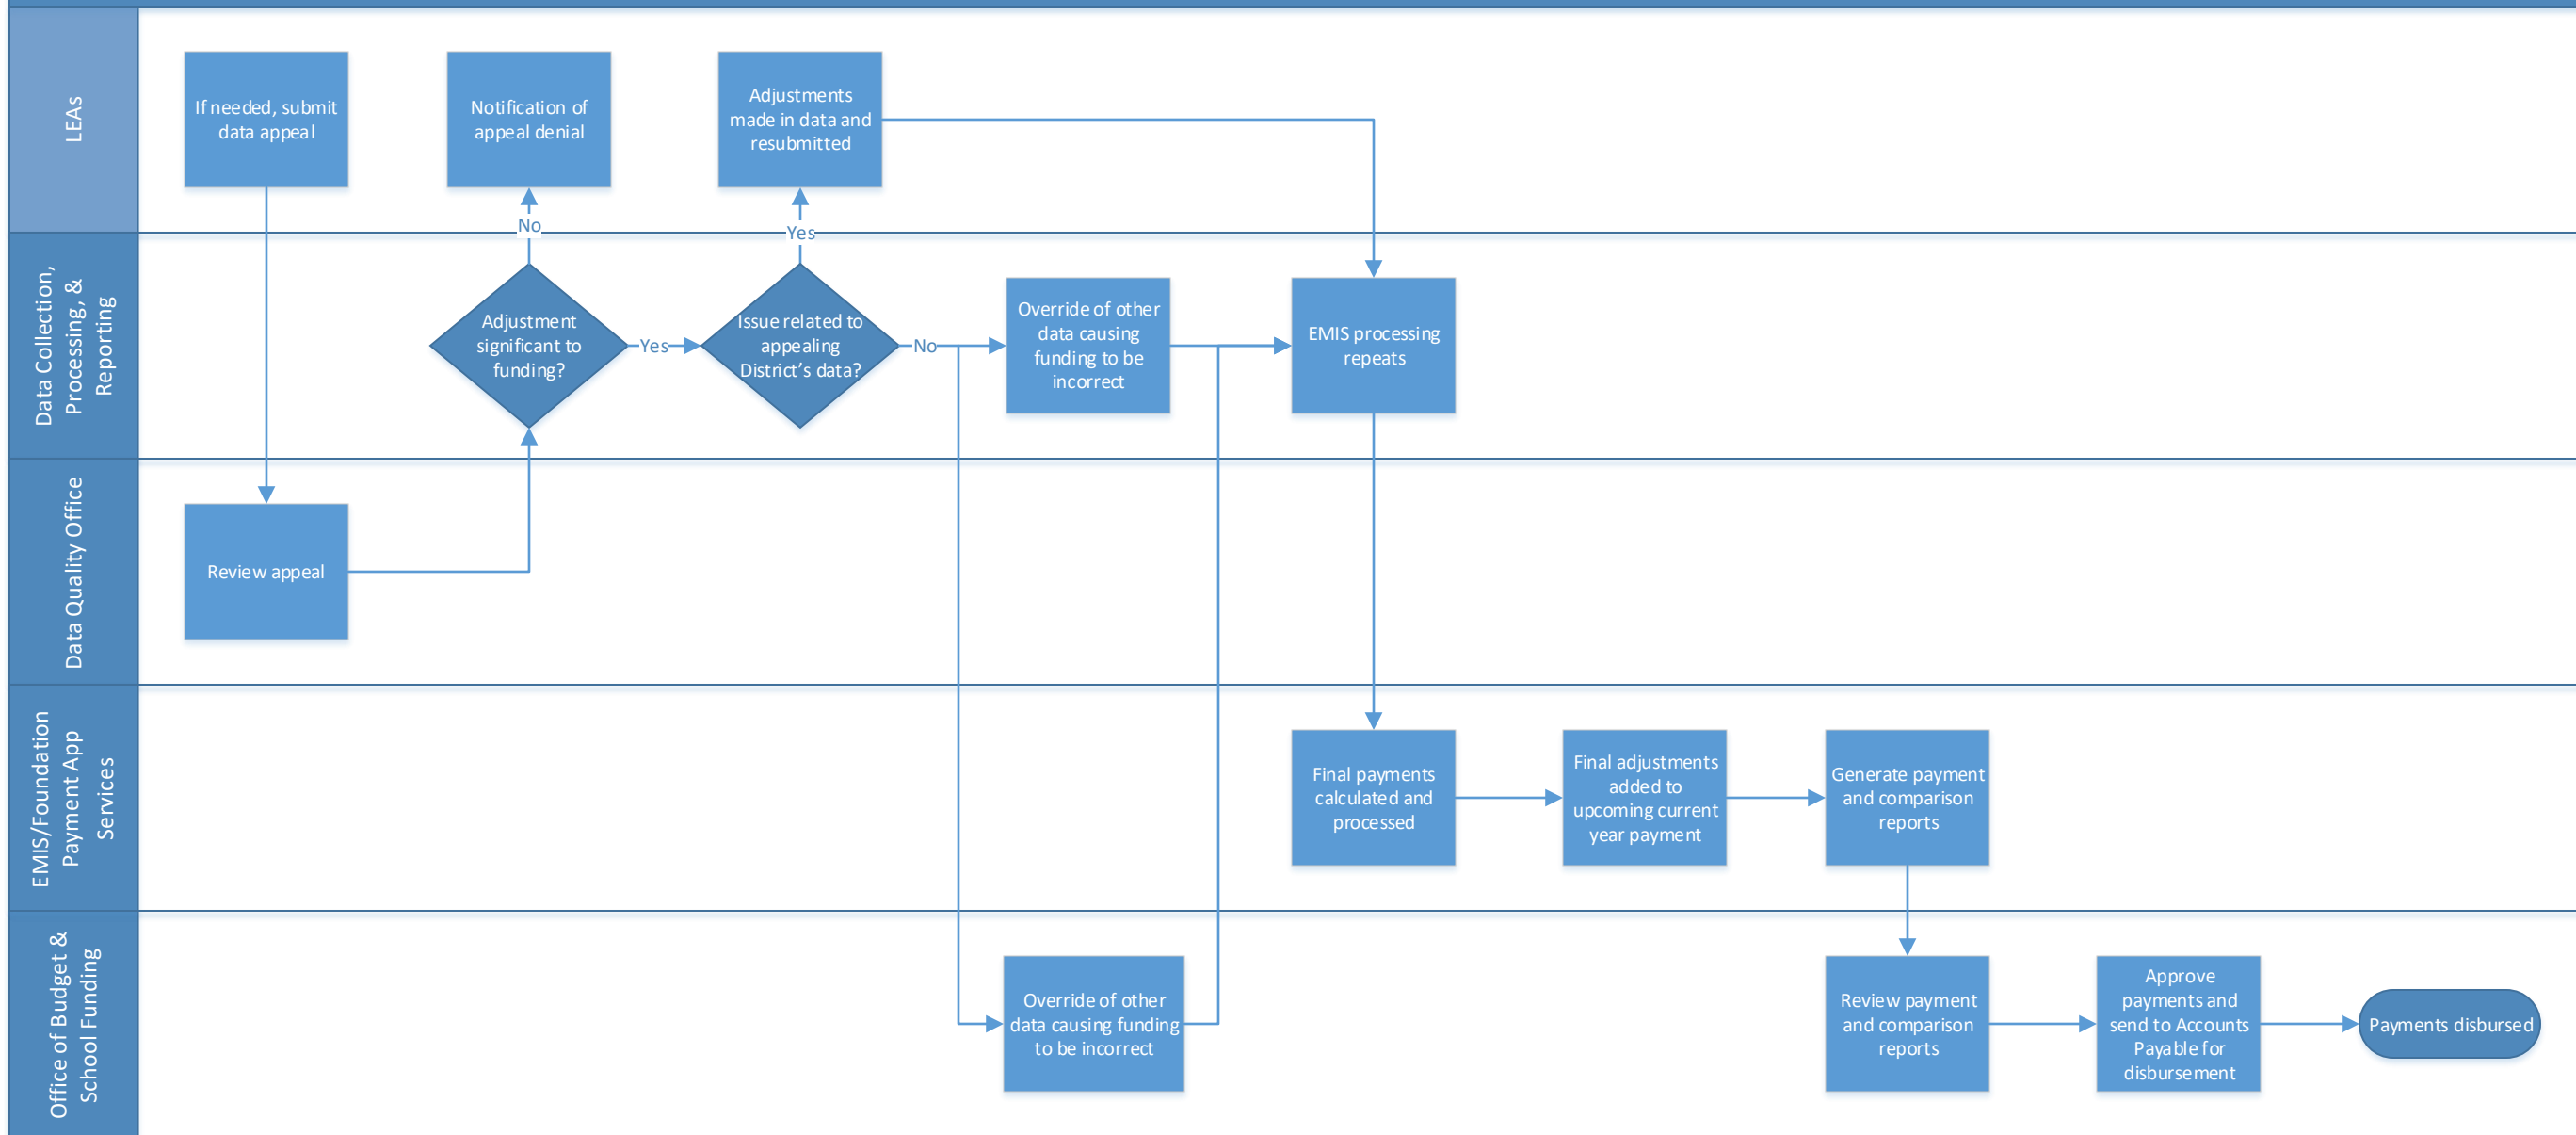 LEAs
If needed, submit
data appeal
Notification of
appeal denial
Adjustments
made in data and
resubmitted
No
Yes
Data Collection,
Processing, &
Reporting
Adjustment
significant to
funding?
Yes
Issue related to
appealing
District's data?
No
Override of other
data causing
funding to be
incorrect
EMIS processing
repeats
Data Quality Office
Review appeal
EMIS/Foundation
Payment App
Services
Final payments
calculated and
processed
Final adjustments
added to
upcoming current
year payment
Generate payment
and comparison
reports
Office of Budget &
School Funding
Override of other
data causing funding
to be incorrect
Review payment
and comparison
reports
Approve
payments and
send to Accounts
Payable for
disbursement
Payments disbursed